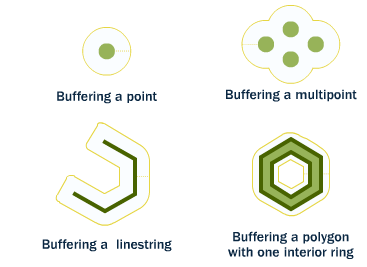 Buffering a point
Buffering a multipoint
Buffering a linestring
Buffering a polygon
with one interior ring